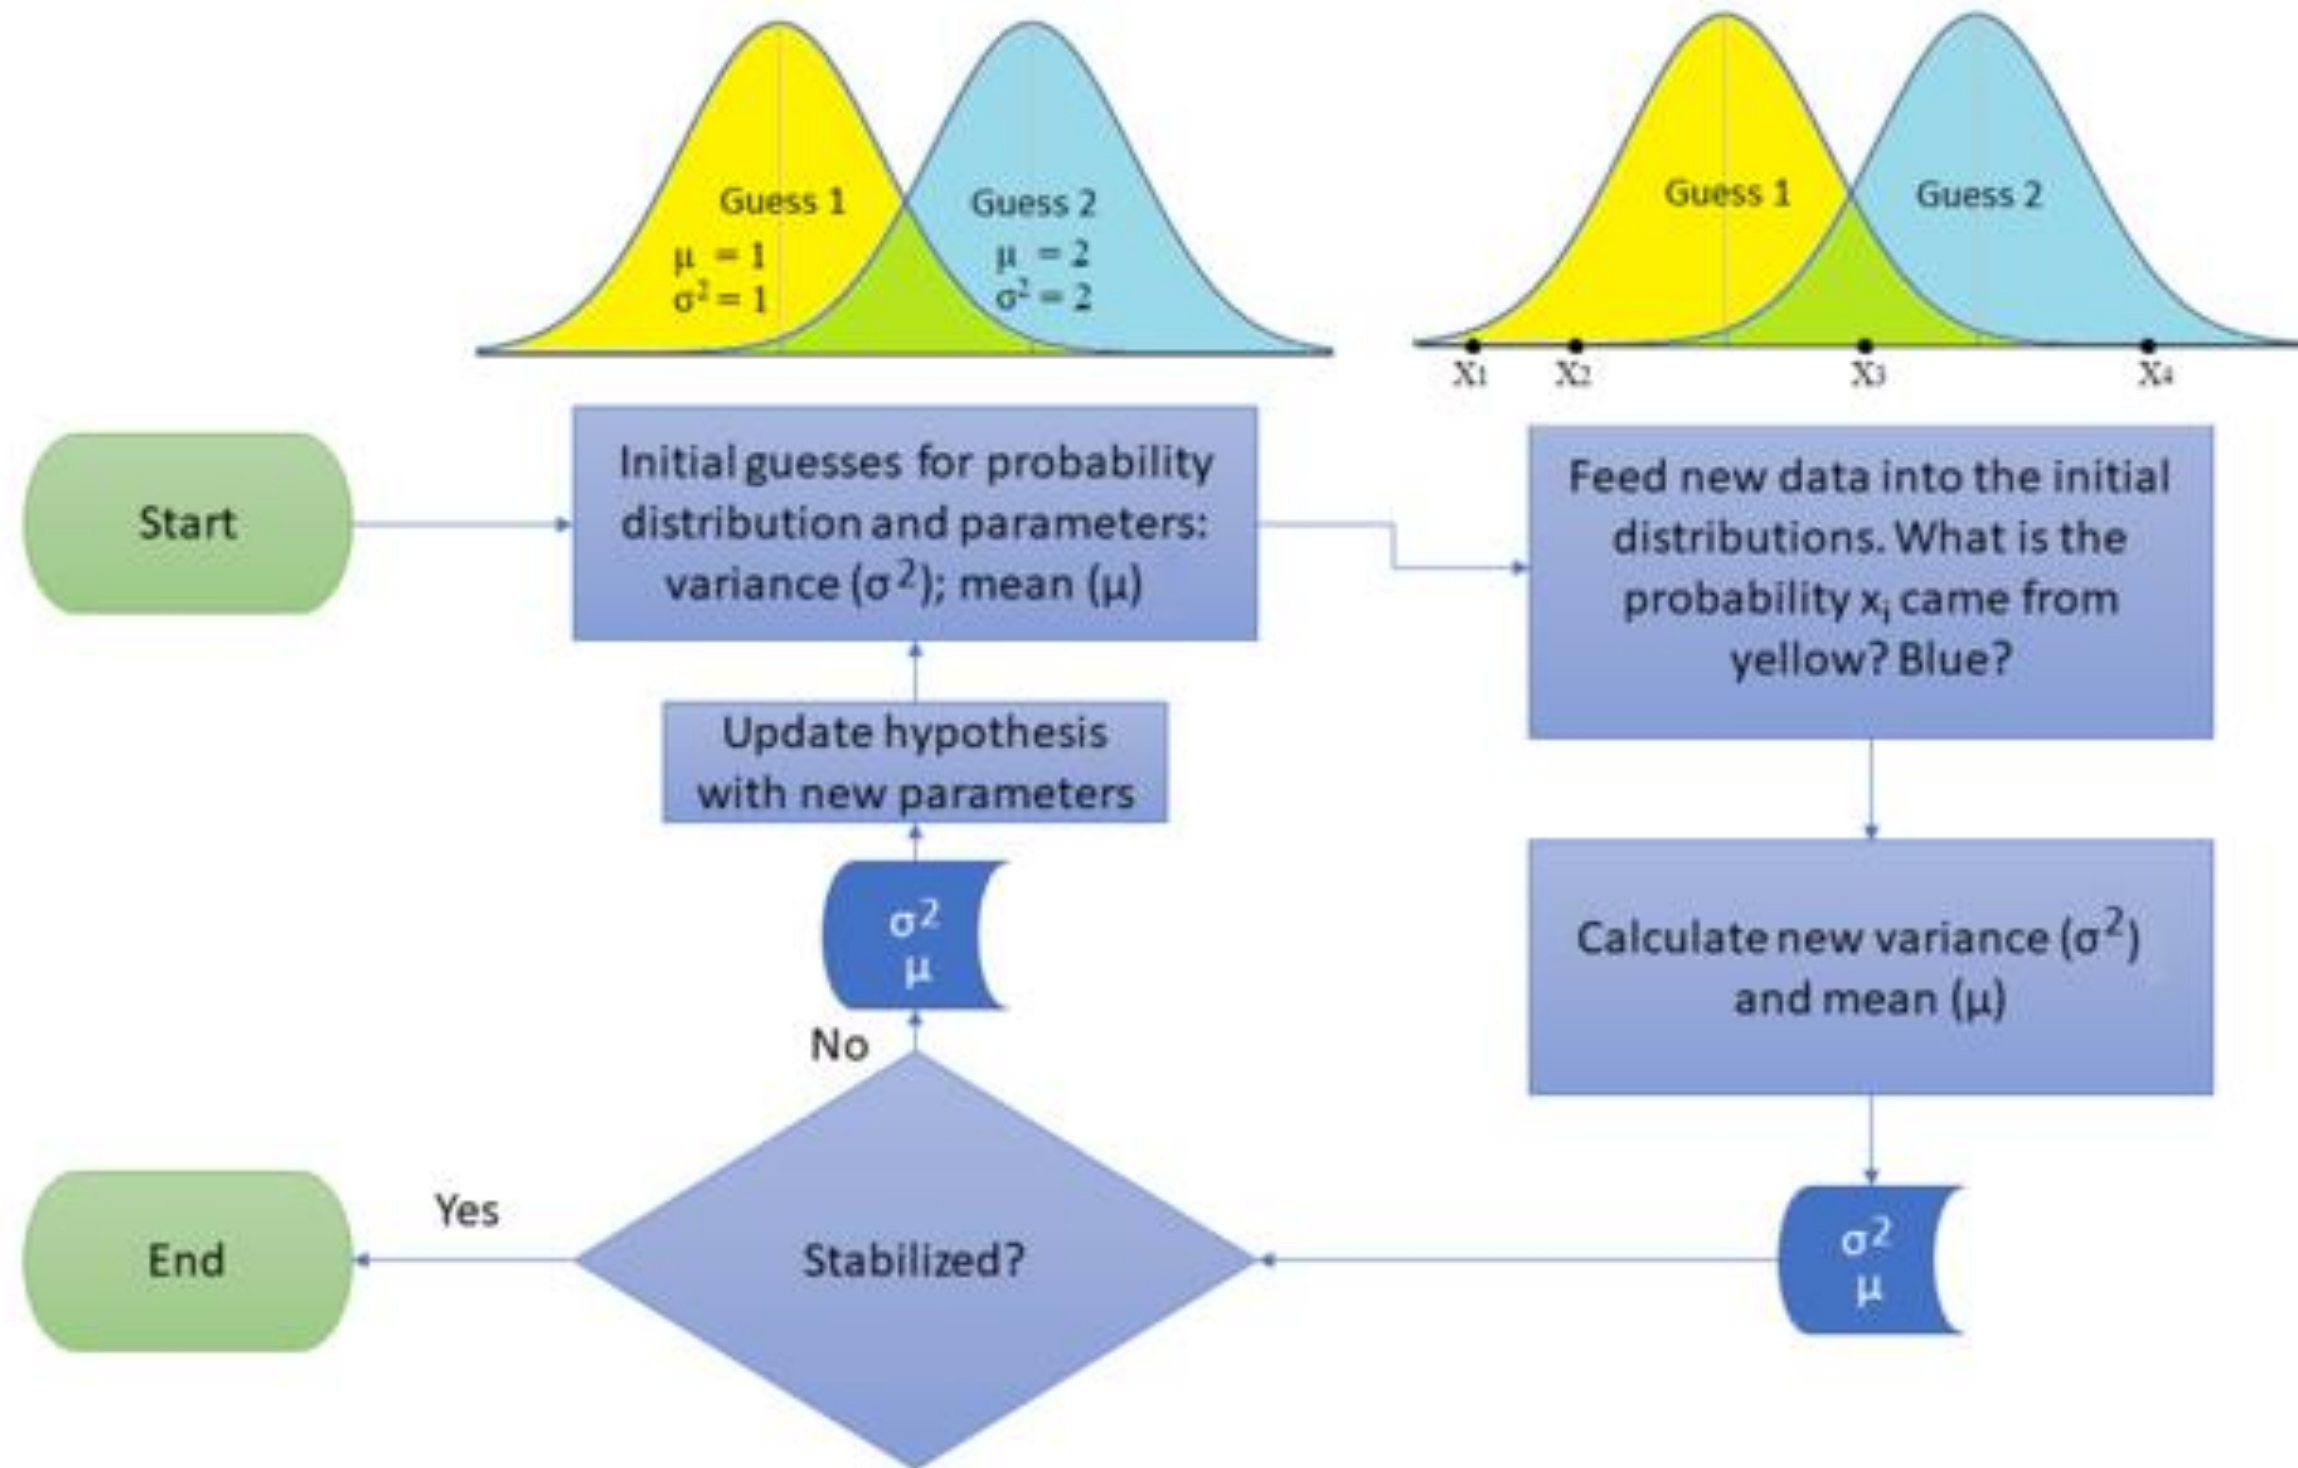 Guess 1
μ = 1
σ² = 1
Guess 2
μ = 2
σ² = 2
Guess 1
Guess 2
X₁
X₂
X₃
X₄
Start
Initial guesses for probability
distribution and parameters:
variance (σ²); mean (μ)
Feed new data into the initial
distributions. What is the
probability xᵢ came from
yellow? Blue?
Update hypothesis
with new parameters
σ²
μ
Calculate new variance (σ²)
and mean (μ)
No
Yes
End
Stabilized?
σ²
μ